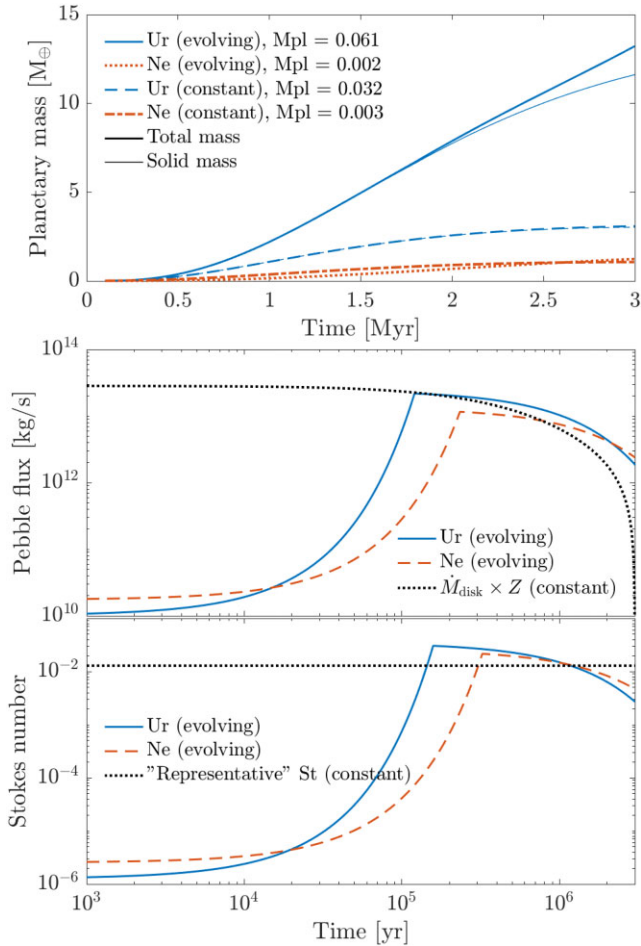 15
10
5
0
Planetary mass [M⊕]
Ur (evolving), Mpl = 0.061
Ne (evolving), Mpl = 0.002
Ur (constant), Mpl = 0.032
Ne (constant), Mpl = 0.003
Total mass
Solid mass
0 0.5 1 1.5 2 2.5 3
Time [Myr]
10^14
10^12
10^10
Pebble flux [kg/s]
Ur (evolving)
Ne (evolving)
Ṁ_disk × Z (constant)
10^-2
10^-4
10^-6
Stokes number
Ur (evolving)
Ne (evolving)
"Representative" St (constant)
10^3 10^4 10^5 10^6
Time [yr]